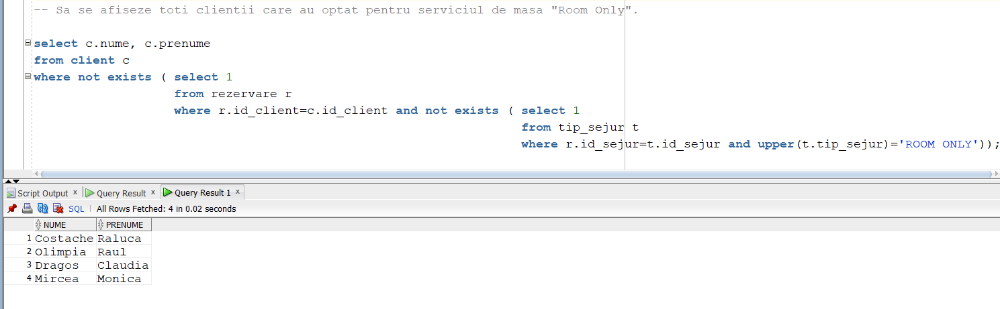 -- Sa se afiseze toti clientii care au optat pentru serviciul de masa "Room Only".
select c.nume, c.prenume
from client c
where not exists ( select 1
from rezervare r
where r.id_client=c.id_client and not exists ( select 1
from tip_sejur t
where r.id_sejur=t.id_sejur and upper(t.tip_sejur)='ROOM ONLY'));
Script Output x Query Result x Query Result 1 x
SQL | All Rows Fetched: 4 in 0.02 seconds
NUME PRENUME
1 Costache Raluca
2 Olimpia Raul
3 Dragos Claudia
4 Mircea Monica